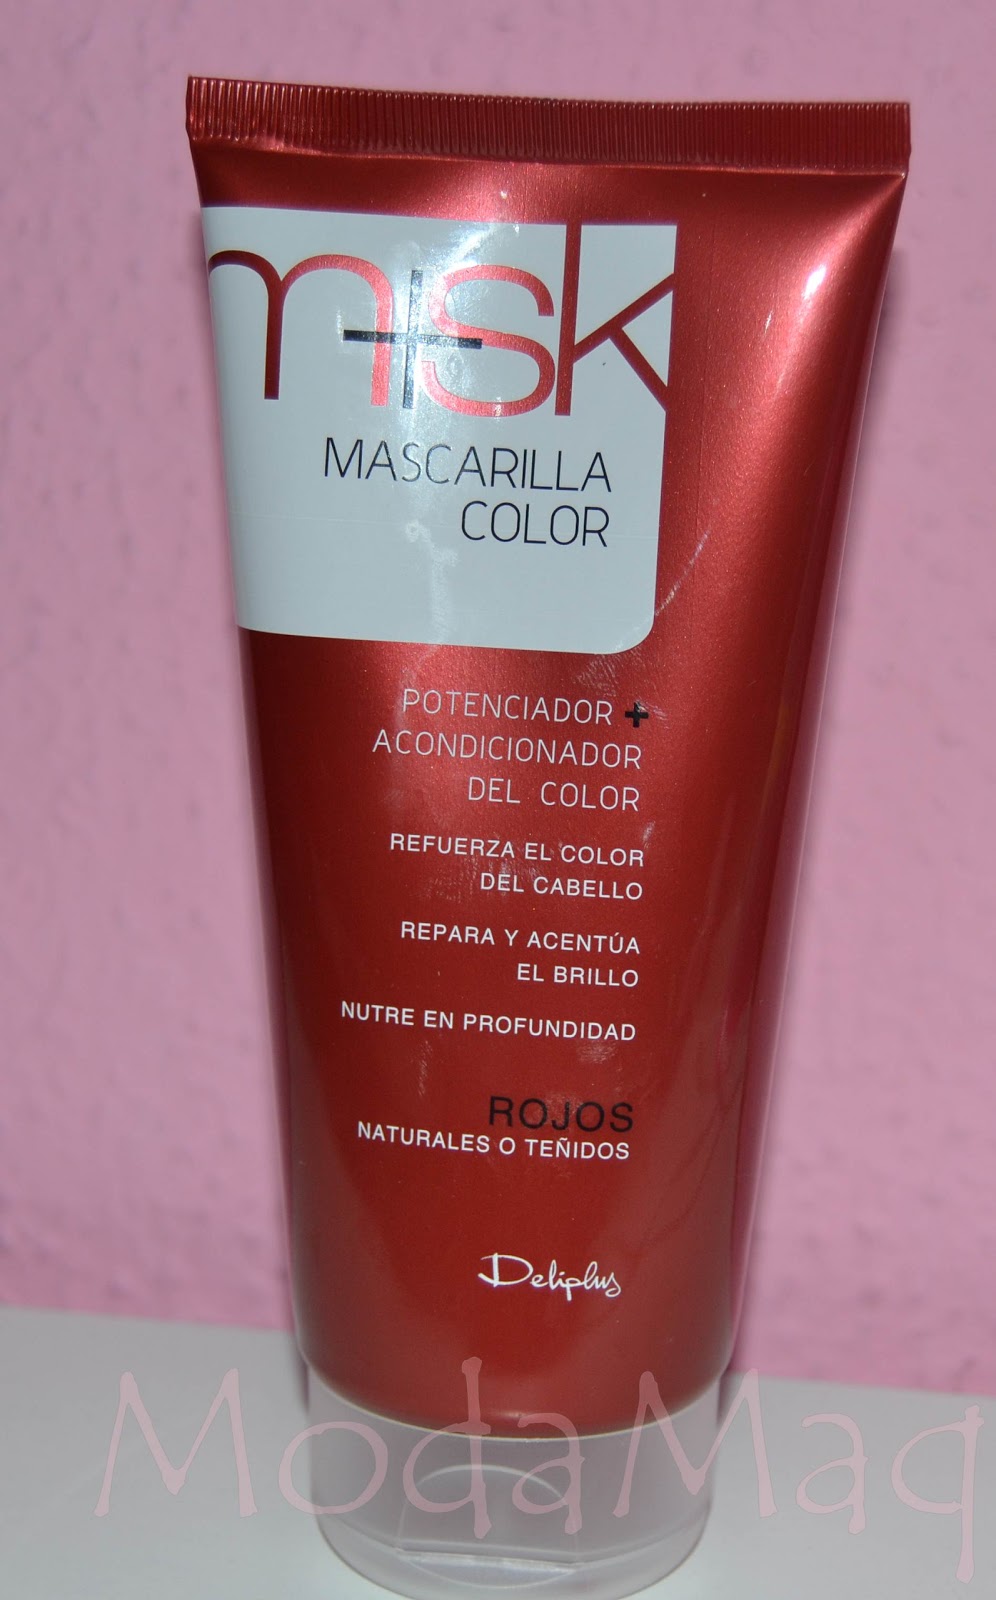 m+sk
MASCARILLA
COLOR
POTENCIADOR +
ACONDICIONADOR
DEL COLOR
REFUERZA EL COLOR
DEL CABELLO
REPARA Y ACENTÚA
EL BRILLO
NUTRE EN PROFUNDIDAD
ROJOS
NATURALES O TEÑIDOS
Deliplus
ModaMaq